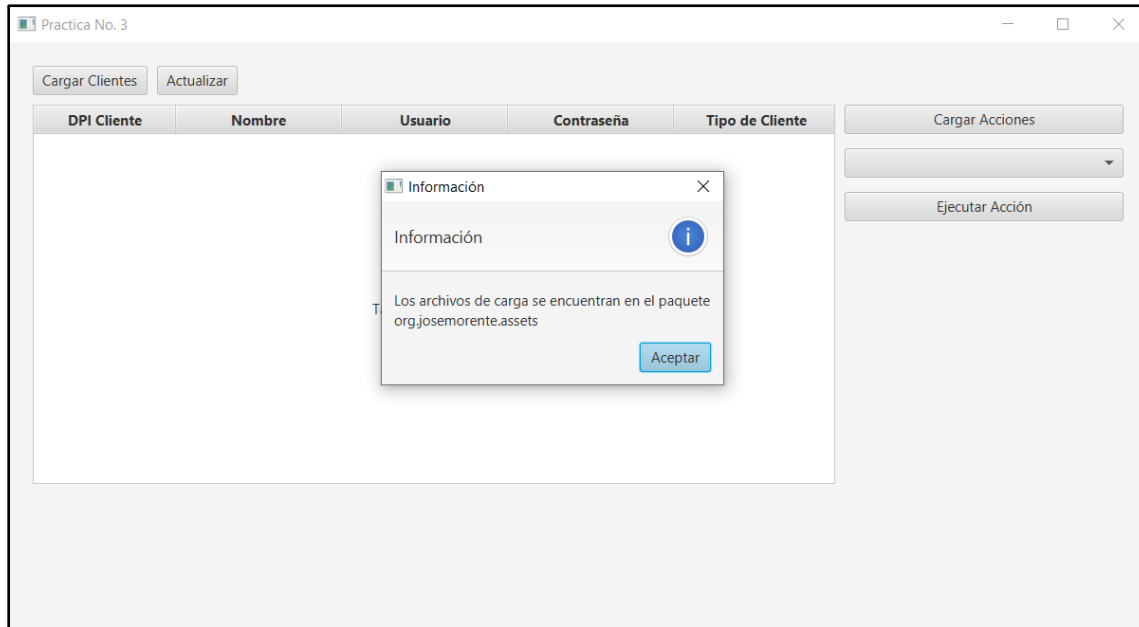 Practica No. 3
Cargar Clientes
Actualizar
DPI Cliente Nombre Usuario Contraseña Tipo de Cliente
Cargar Acciones
Ejecutar Acción
Información
Información
Los archivos de carga se encuentran en el paquete
org.josemorente.assets
Aceptar